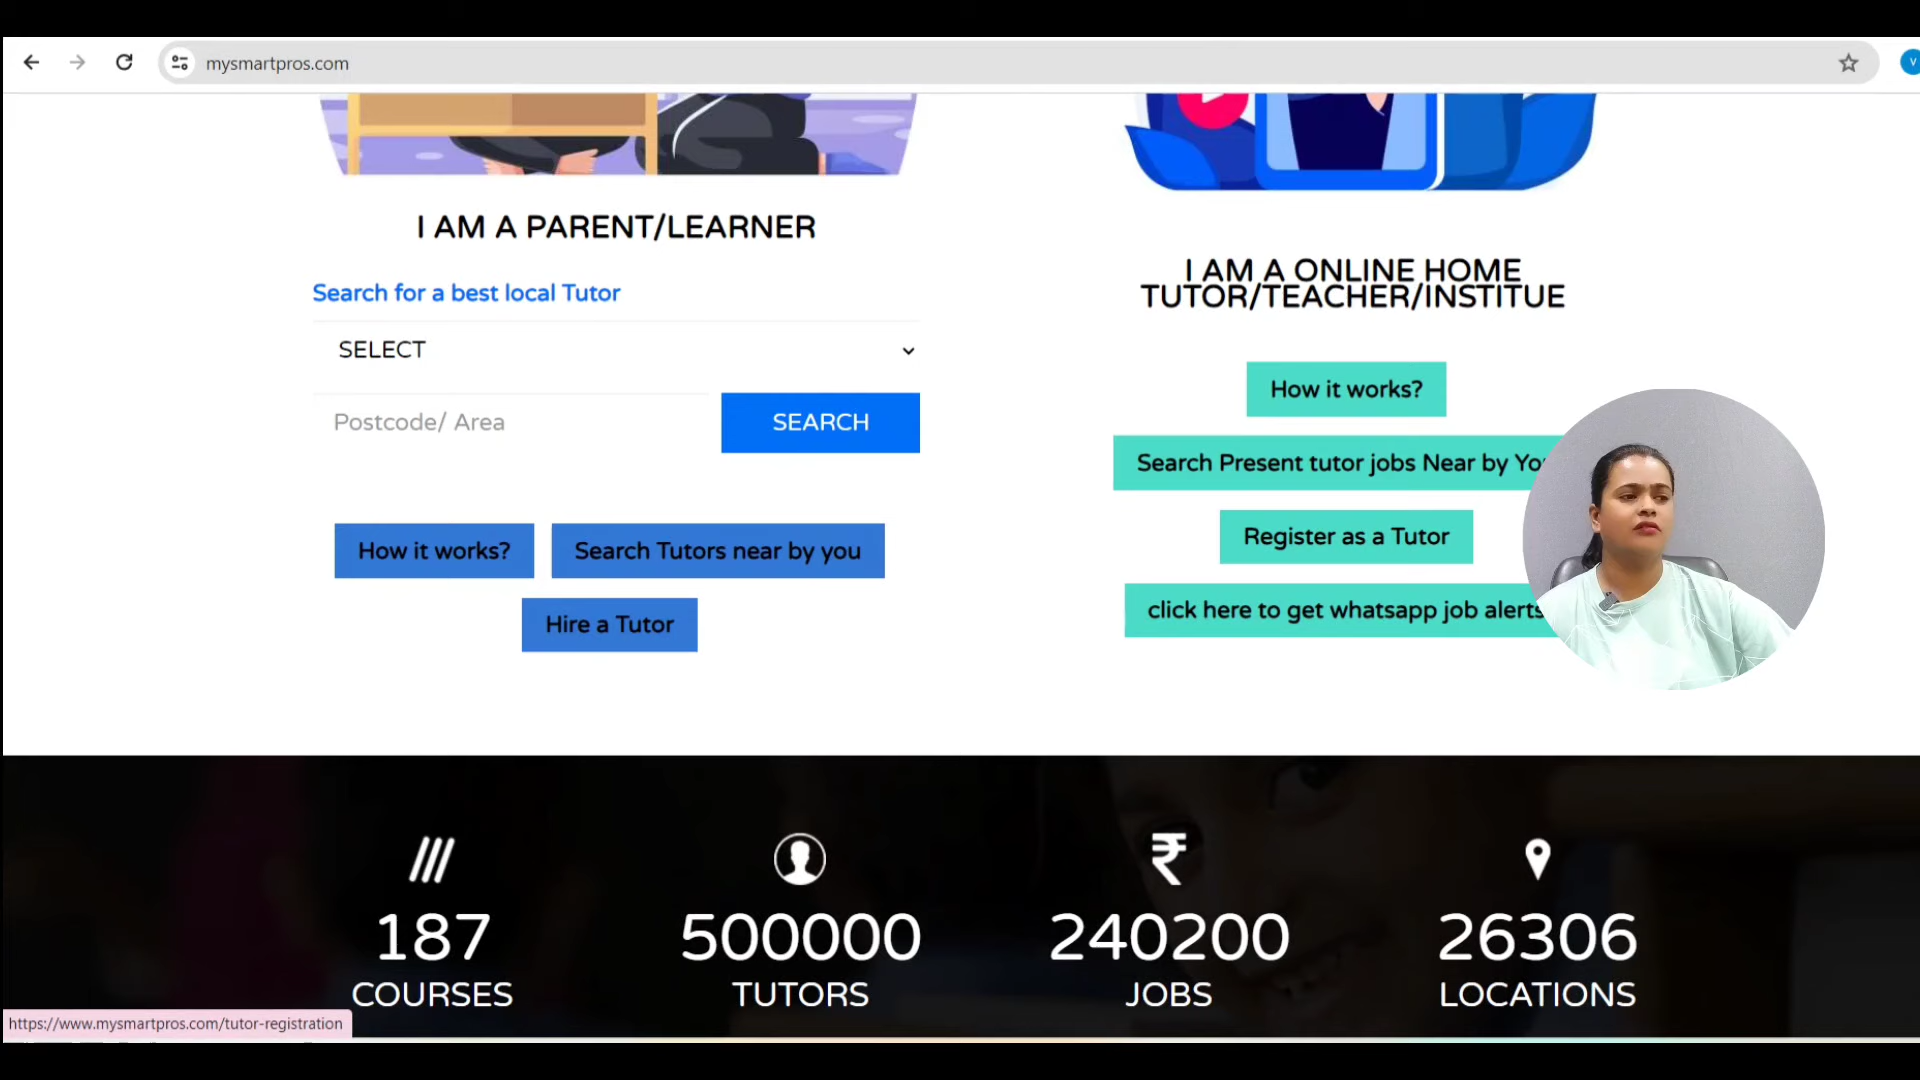 mysmartpros.com
V
I AM A PARENT/LEARNER
Search for a best local Tutor
SELECT
Postcode/ Area
SEARCH
How it works?
Search Tutors near by you
Hire a Tutor
I AM A ONLINE HOME
TUTOR/TEACHER/INSTITUE
How it works?
Search Present tutor jobs Near by
Register as a Tutor
click here to get whatsapp job alerts
187
COURSES
500000
TUTORS
₹
240200
JOBS
26306
LOCATIONS
https://www.mysmartpros.com/tutor-registration